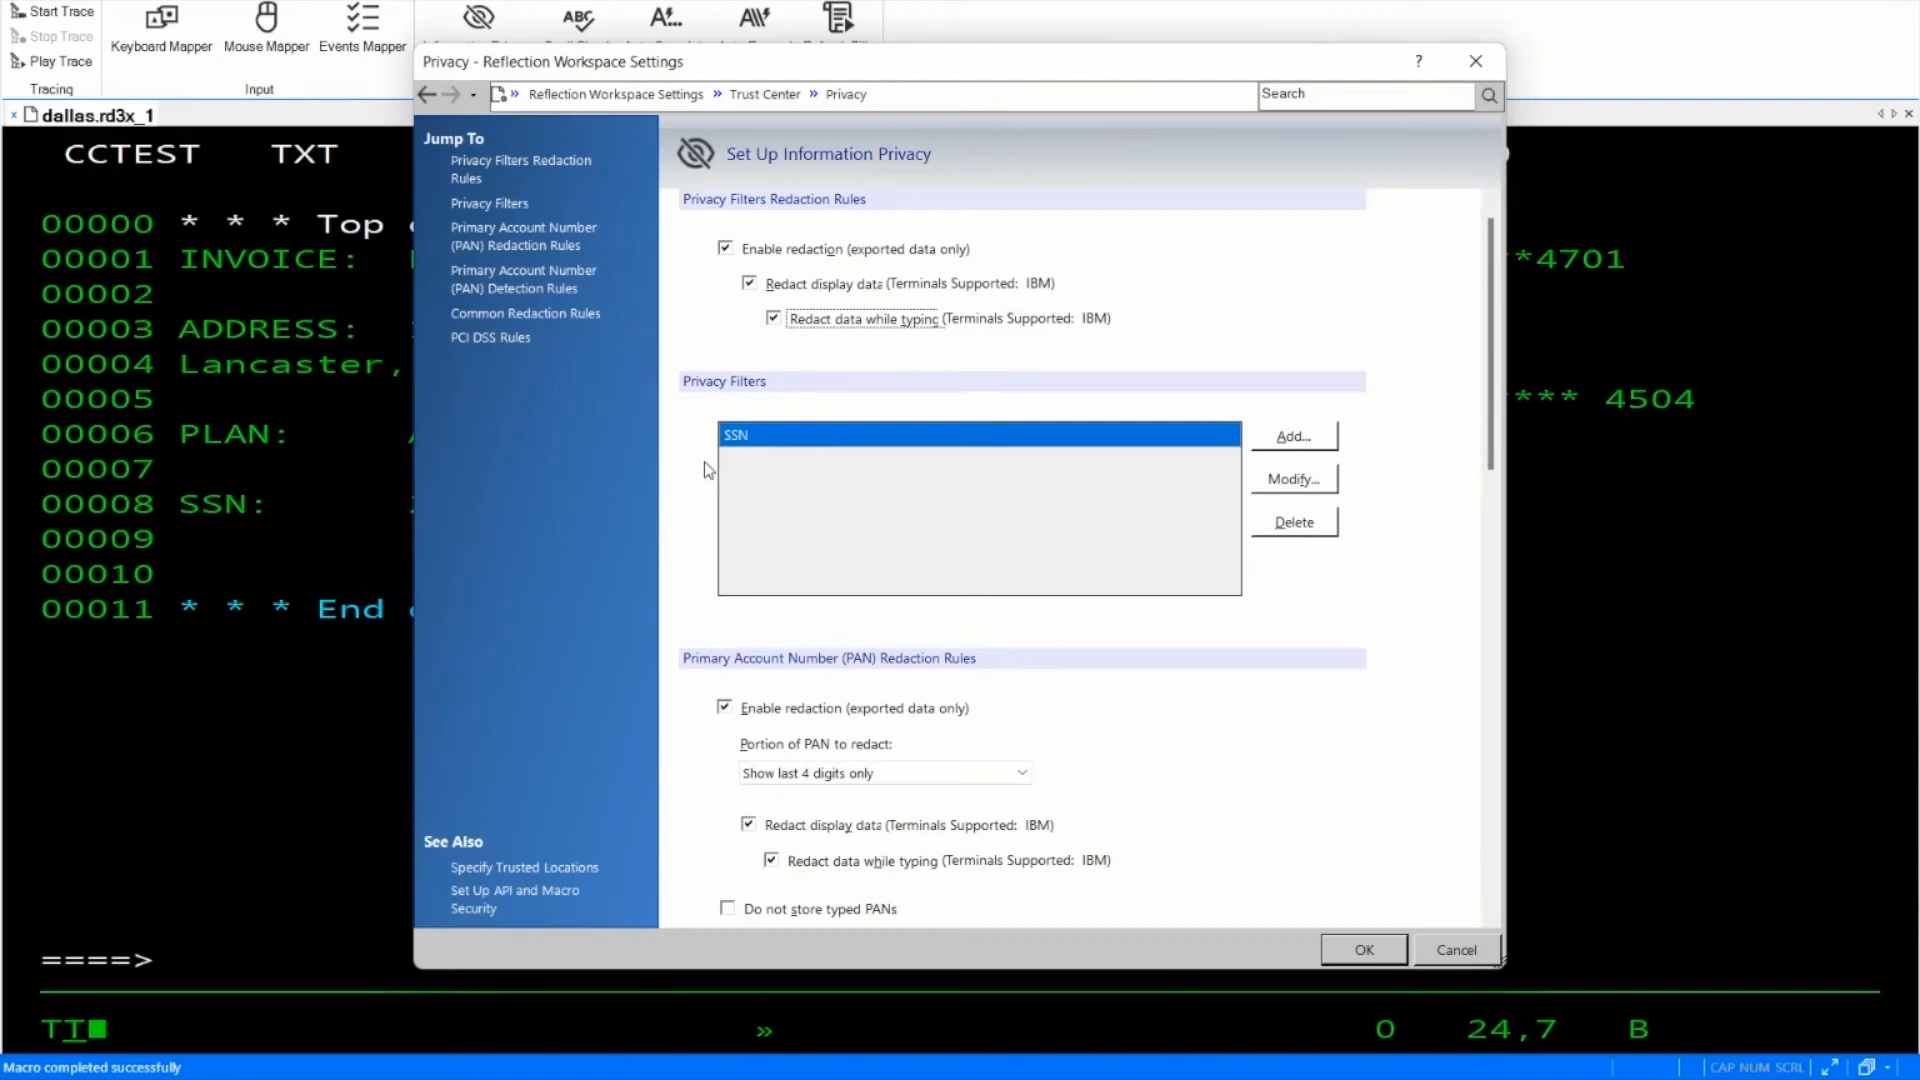 Start Trace
Stop Trace
Play Trace
Tracing
Keyboard Mapper
Mouse Mapper
Events Mapper
Input
ABC
dallas.rd3x_1
CCTEST TXT
00000 * * * Top
00001 INVOICE:
*4701
00002
00003 ADDRESS:
00004 Lancaster,
00005
*** 4504
00006 PLAN:
00007
00008 SSN:
00009
00010
00011 * * * End
====>
TI
»
0 24,7 B
Macro completed successfully
CAP NUM SCRL
Privacy - Reflection Workspace Settings
?
» Reflection Workspace Settings » Trust Center » Privacy
Search
Jump To
Privacy Filters Redaction
Rules
Privacy Filters
Primary Account Number
(PAN) Redaction Rules
Primary Account Number
(PAN) Detection Rules
Common Redaction Rules
PCI DSS Rules
See Also
Specify Trusted Locations
Set Up API and Macro
Security
Set Up Information Privacy
Privacy Filters Redaction Rules
Enable redaction (exported data only)
Redact display data (Terminals Supported: IBM)
Redact data while typing (Terminals Supported: IBM)
Privacy Filters
SSN
Add...
Modify...
Delete
Primary Account Number (PAN) Redaction Rules
Enable redaction (exported data only)
Portion of PAN to redact:
Show last 4 digits only
Redact display data (Terminals Supported: IBM)
Redact data while typing (Terminals Supported: IBM)
Do not store typed PANs
OK
Cancel